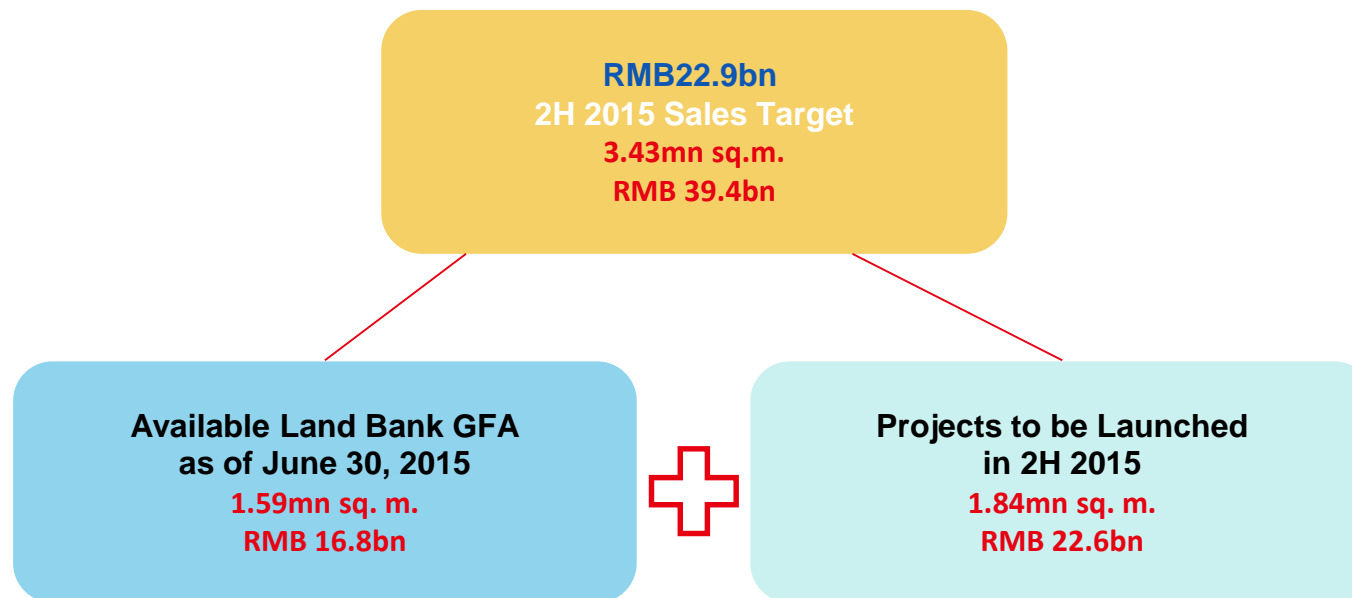 RMB22.9bn
2H 2015 Sales Target
3.43mn sq.m.
RMB 39.4bn
Available Land Bank GFA
as of June 30, 2015
1.59mn sq. m.
RMB 16.8bn
Projects to be Launched
in 2H 2015
1.84mn sq. m.
RMB 22.6bn